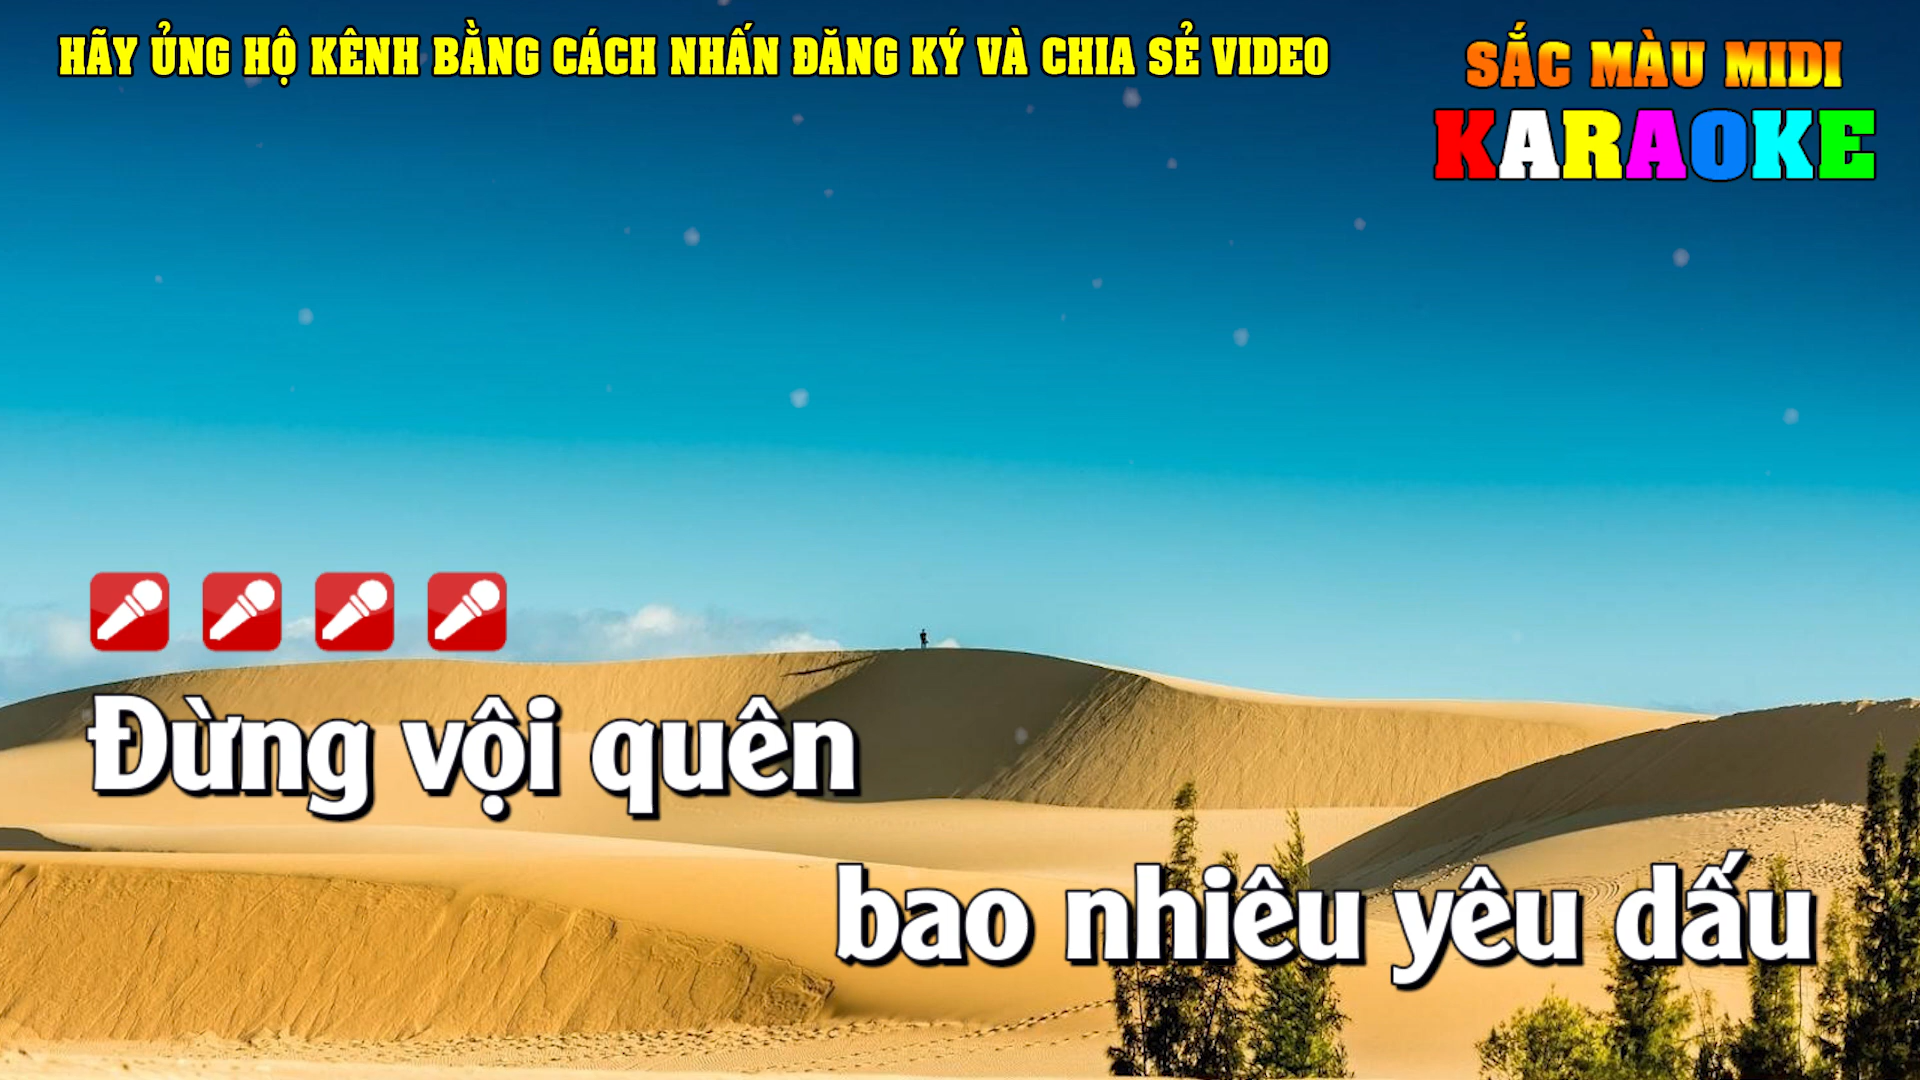 HÃY ỦNG HỘ KÊNH BẰNG CÁCH NHẤN ĐĂNG KÝ VÀ CHIA SẺ VIDEO
SẮC MÀU MIDI
KARAOKE
Đừng vội quên
bao nhiêu yêu dấu